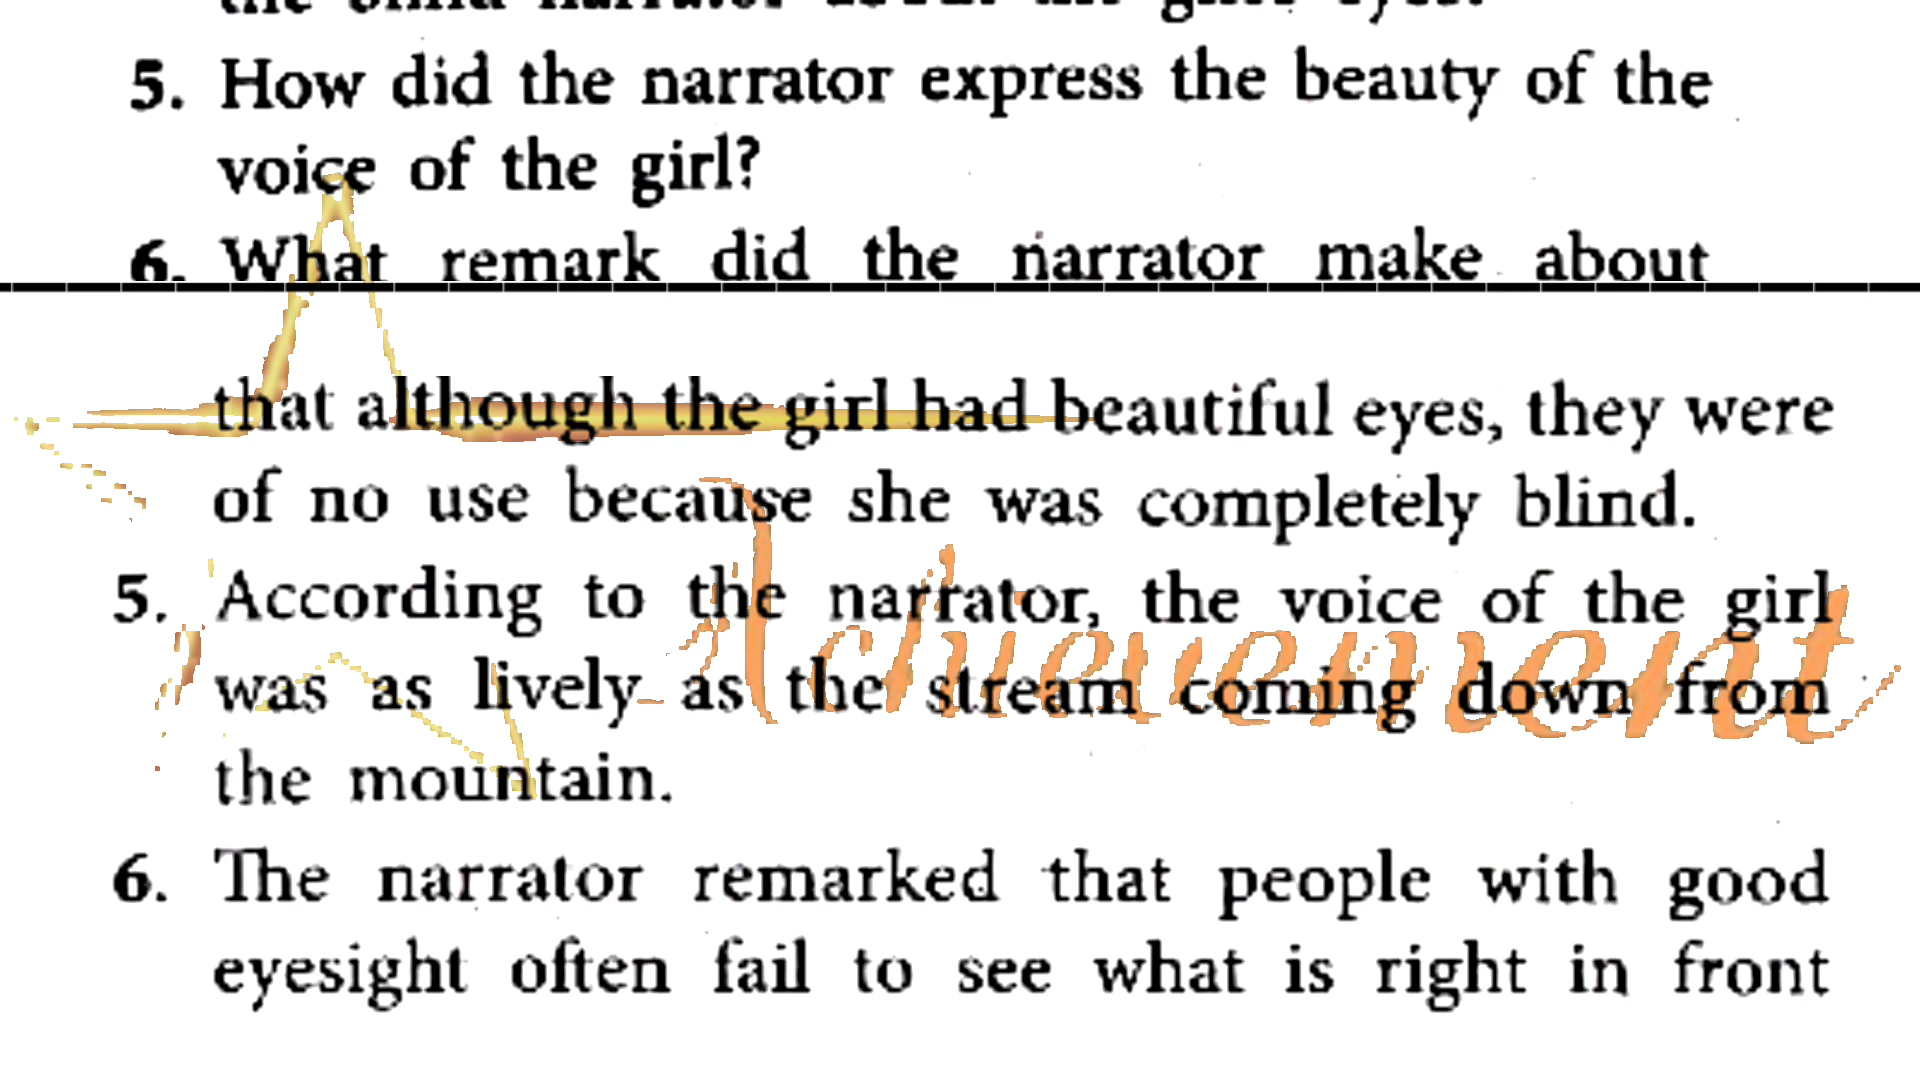 5. How did the narrator express the beauty of the
voice of the girl?
6. What remark did the narrator make about
that although the girl had beautiful eyes, they were
of no use because she was completely blind.
5. According to the narrator, the voice of the girl
was as lively as the stream coming down from
the mountain.
Achievement
6. The narrator remarked that people with good
eyesight often fail to see what is right in front